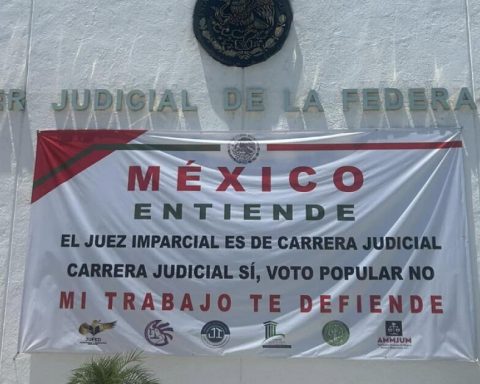 JUDICIAL DE LA FEDERA
MÉXICO
ENTIENDE
EL JUEZ IMPARCIAL ES DE CARRERA JUDICIAL
CARRERA JUDICIAL SÍ, VOTO POPULAR NO
MI TRABAJO TE DEFIENDE
JUFED
AMMJUM